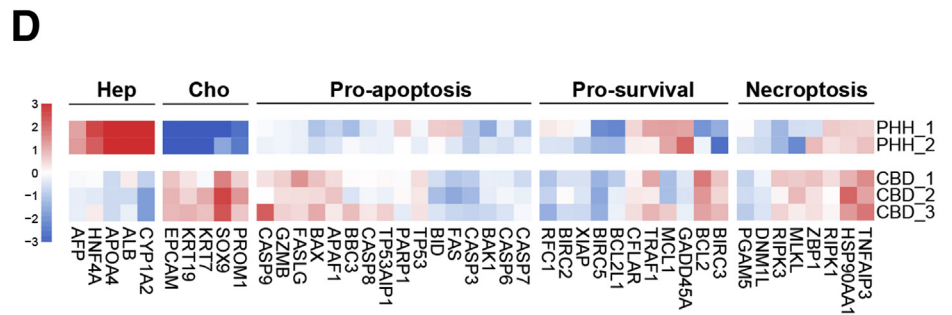 D
Hep Cho Pro-apoptosis Pro-survival Necroptosis
3
2
1
0
−1
−2
−3
PHH_1
PHH_2
CBD_1
CBD_2
CBD_3
AFP
HNF4A
APOA4
ALB
CYP1A2
EPCAM
KRT19
KRT7
SOX9
PROM1
CASP9
GZMB
FASLG
BAX
APAF1
BBC3
CASP8
TP53AIP1
PARP1
TP53
BID
FAS
CASP3
BAK1
CASP6
CASP7
RFC1
BIRC2
XIAP
BIRC5
BCL2L1
CFLAR
TRAF1
MCL1
GADD45A
BCL2
BIRC3
PGAM5
DNM1L
RIPK3
MLKL
ZBP1
RIPK1
HSP90AA1
TNFAIP3